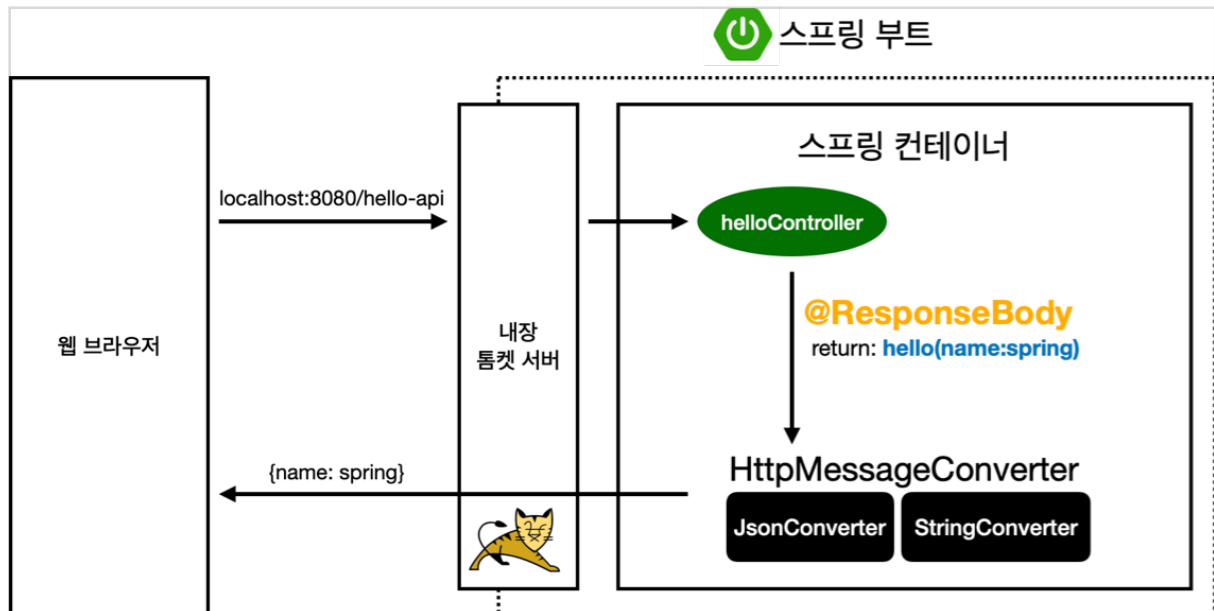 스프링 부트
스프링 컨테이너
localhost:8080/hello-api
helloController
@ResponseBody
return: hello(name:spring)
웹 브라우저
내장
톰켓 서버
{name: spring}
HttpMessageConverter
JsonConverter
StringConverter